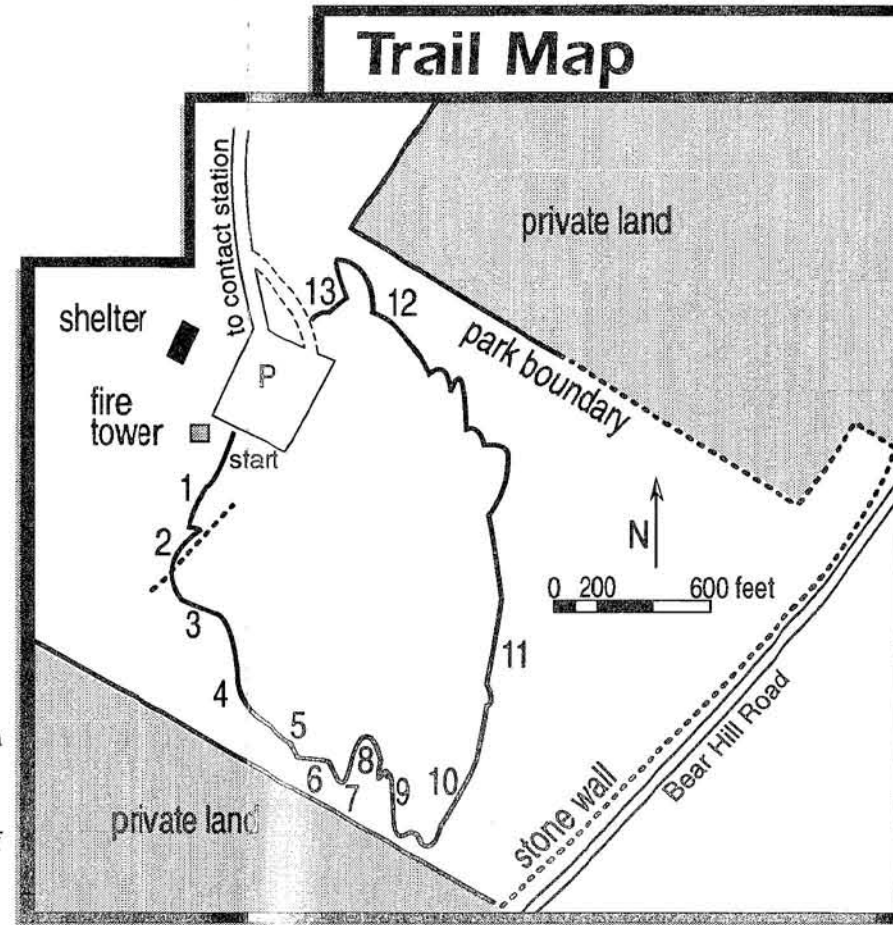 Trail Map
to contact station
private land
13
12
shelter
park boundary
P
fire
tower
start
1
2
N
0 200 600 feet
3
11
4
5
8
6
7
9
10
Bear Hill Road
stone wall
private land